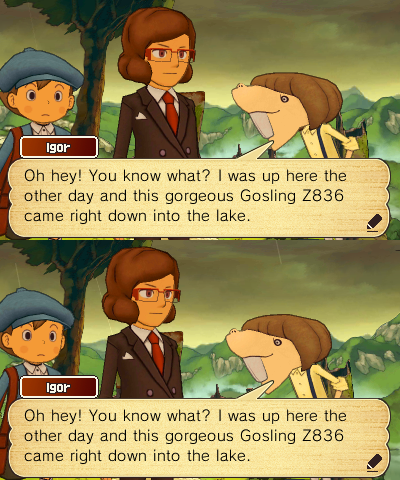 Igor
Oh hey! You know what? I was up here the
other day and this gorgeous Gosling Z836
came right down into the lake.
Igor
Oh hey! You know what? I was up here the
other day and this gorgeous Gosling Z836
came right down into the lake.